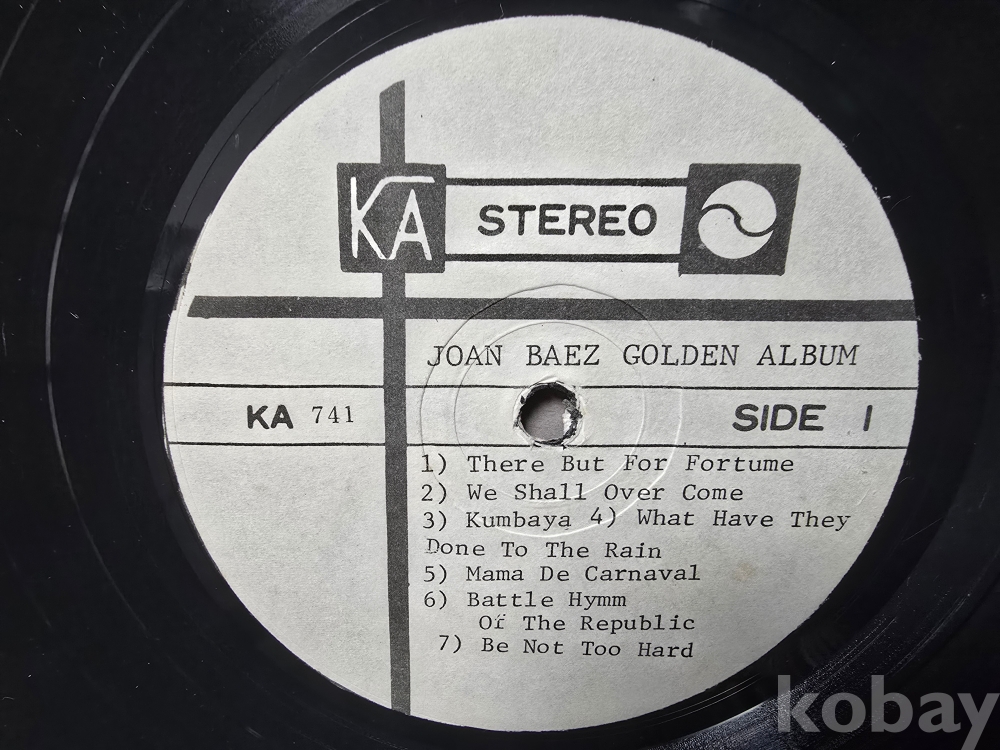 KA STEREO
JOAN BAEZ GOLDEN ALBUM
KA 741 SIDE I
1) There But For Fortume
2) We Shall Over Come
3) Kumbaya 4) What Have They
Done To The Rain
5) Mama De Carnaval
6) Battle Hymm
Of The Republic
7) Be Not Too Hard
kobay